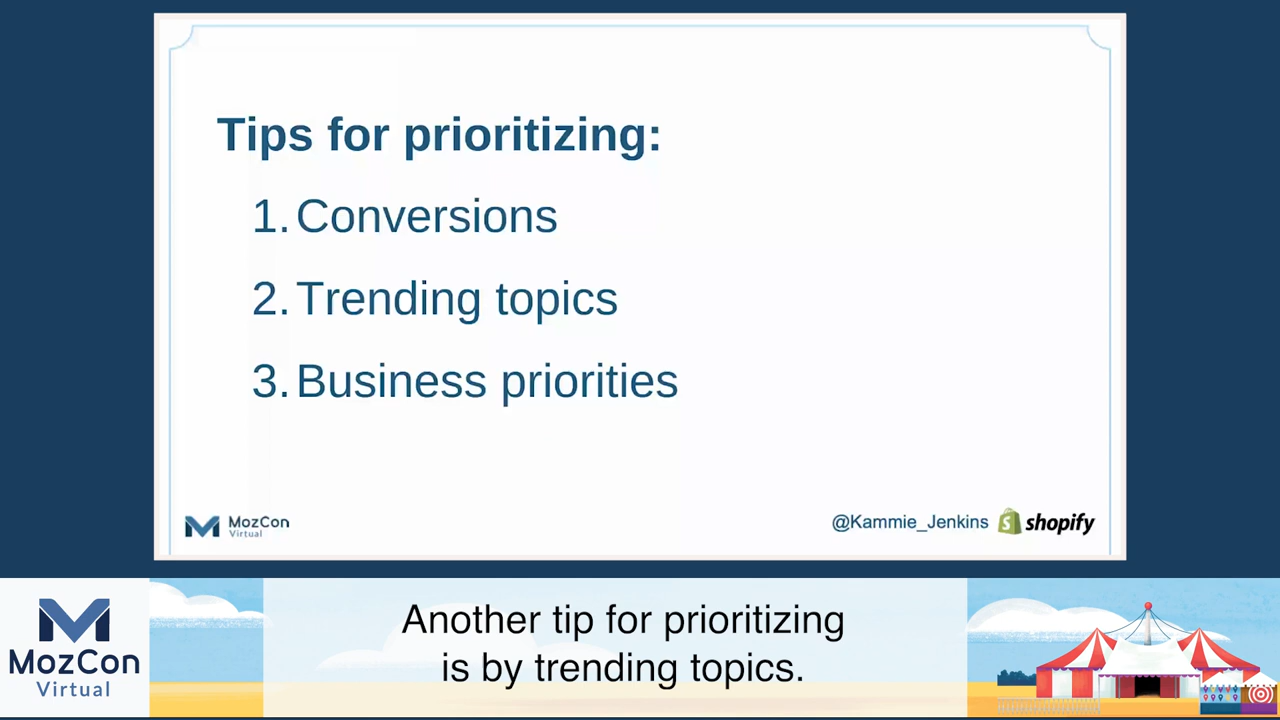 Tips for prioritizing:
1. Conversions
2. Trending topics
3. Business priorities
MozCon
Virtual
@Kammie_Jenkins shopify
Another tip for prioritizing
is by trending topics.
MozCon
Virtual